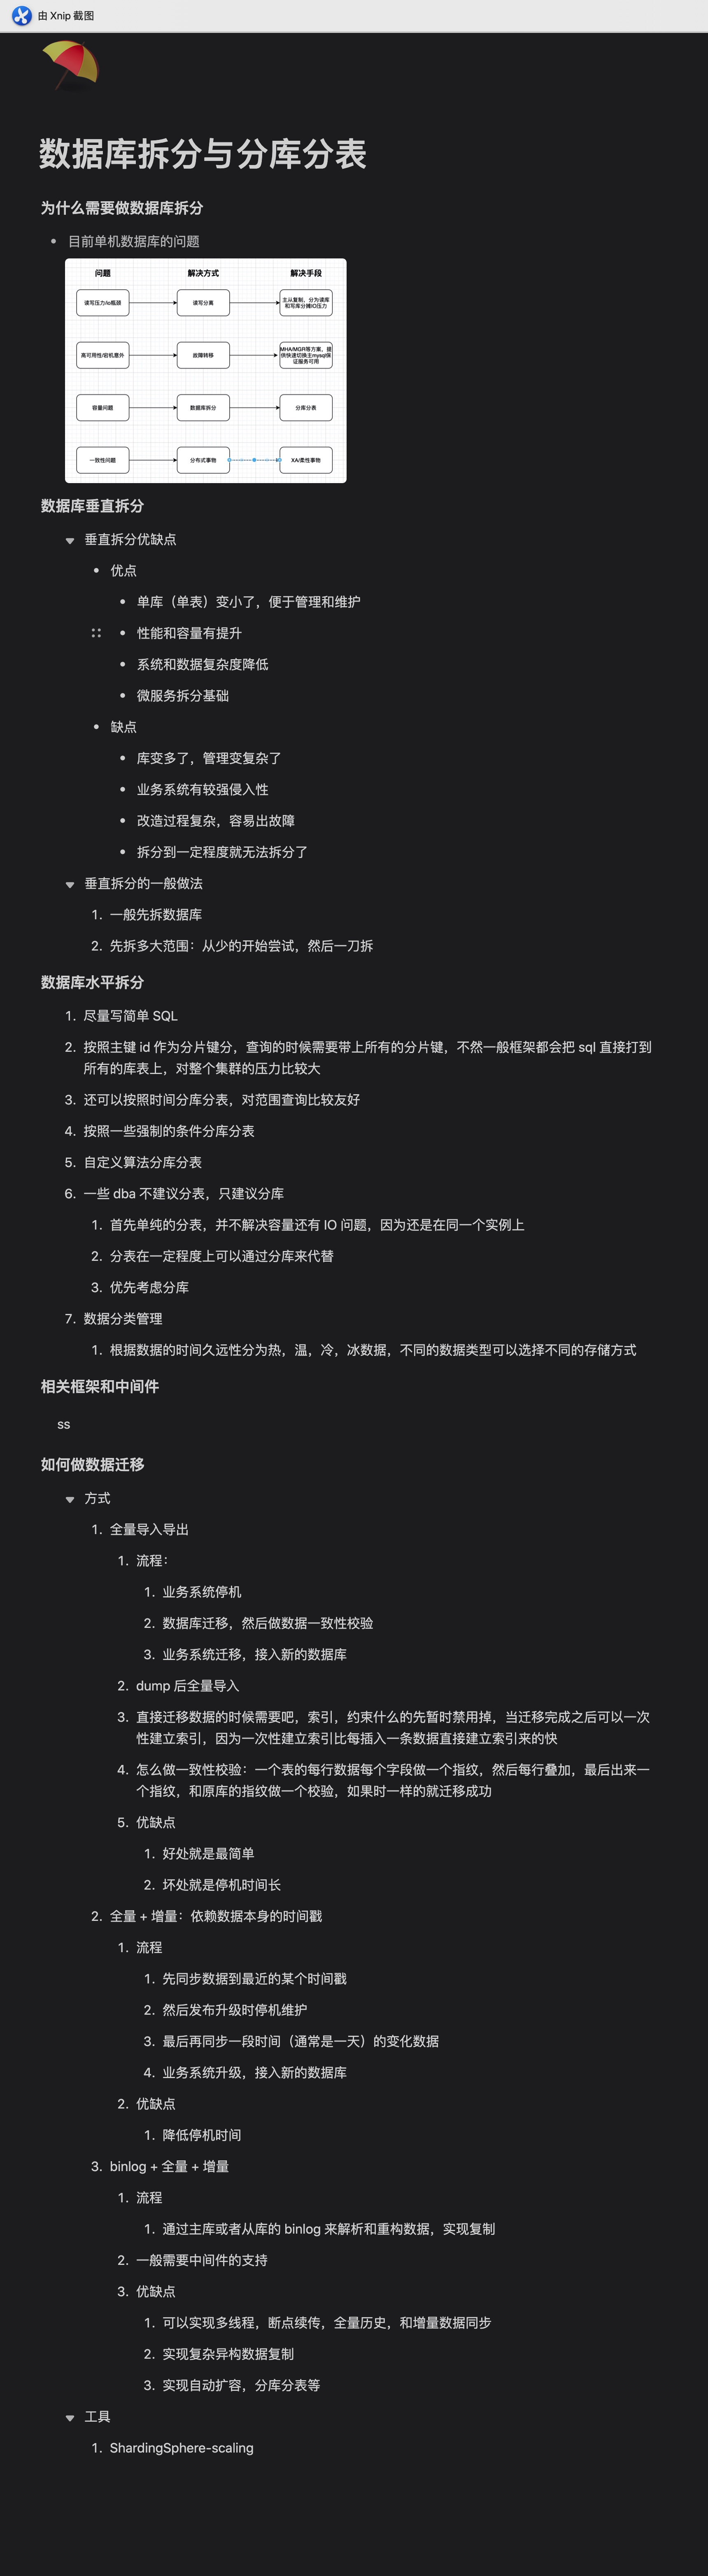 由 Xnip 截图
数据库拆分与分库分表
为什么需要做数据库拆分
• 目前单机数据库的问题
问题 解决方式 解决手段
读写压力/io瓶颈 读写分离 主从复制，分为读库
和写库分摊IO压力
高可用性/宕机意外 故障转移 MHA/MGR等方案，提
供快速切换主mysql保
证服务可用
容量问题 数据库拆分 分库分表
一致性问题 分布式事物 XA/柔性事物
数据库垂直拆分
垂直拆分优缺点
• 优点
• 单库（单表）变小了，便于管理和维护
• 性能和容量有提升
• 系统和数据复杂度降低
• 微服务拆分基础
• 缺点
• 库变多了，管理变复杂了
• 业务系统有较强侵入性
• 改造过程复杂，容易出故障
• 拆分到一定程度就无法拆分了
垂直拆分的一般做法
1. 一般先拆数据库
2. 先拆多大范围：从少的开始尝试，然后一刀拆
数据库水平拆分
1. 尽量写简单 SQL
2. 按照主键 id 作为分片键分，查询的时候需要带上所有的分片键，不然一般框架都会把 sql 直接打到
所有的库表上，对整个集群的压力比较大
3. 还可以按照时间分库分表，对范围查询比较友好
4. 按照一些强制的条件分库分表
5. 自定义算法分库分表
6. 一些 dba 不建议分表，只建议分库
1. 首先单纯的分表，并不解决容量还有 IO 问题，因为还是在同一个实例上
2. 分表在一定程度上可以通过分库来代替
3. 优先考虑分库
7. 数据分类管理
1. 根据数据的时间久远性分为热，温，冷，冰数据，不同的数据类型可以选择不同的存储方式
相关框架和中间件
ss
如何做数据迁移
方式
1. 全量导入导出
1. 流程：
1. 业务系统停机
2. 数据库迁移，然后做数据一致性校验
3. 业务系统迁移，接入新的数据库
2. dump 后全量导入
3. 直接迁移数据的时候需要吧，索引，约束什么的先暂时禁用掉，当迁移完成之后可以一次
性建立索引，因为一次性建立索引比每插入一条数据直接建立索引来的快
4. 怎么做一致性校验：一个表的每行数据每个字段做一个指纹，然后每行叠加，最后出来一
个指纹，和原库的指纹做一个校验，如果时一样的就迁移成功
5. 优缺点
1. 好处就是最简单
2. 坏处就是停机时间长
2. 全量 + 增量：依赖数据本身的时间戳
1. 流程
1. 先同步数据到最近的某个时间戳
2. 然后发布升级时停机维护
3. 最后再同步一段时间（通常是一天）的变化数据
4. 业务系统升级，接入新的数据库
2. 优缺点
1. 降低停机时间
3. binlog + 全量 + 增量
1. 流程
1. 通过主库或者从库的 binlog 来解析和重构数据，实现复制
2. 一般需要中间件的支持
3. 优缺点
1. 可以实现多线程，断点续传，全量历史，和增量数据同步
2. 实现复杂异构数据复制
3. 实现自动扩容，分库分表等
工具
1. ShardingSphere-scaling